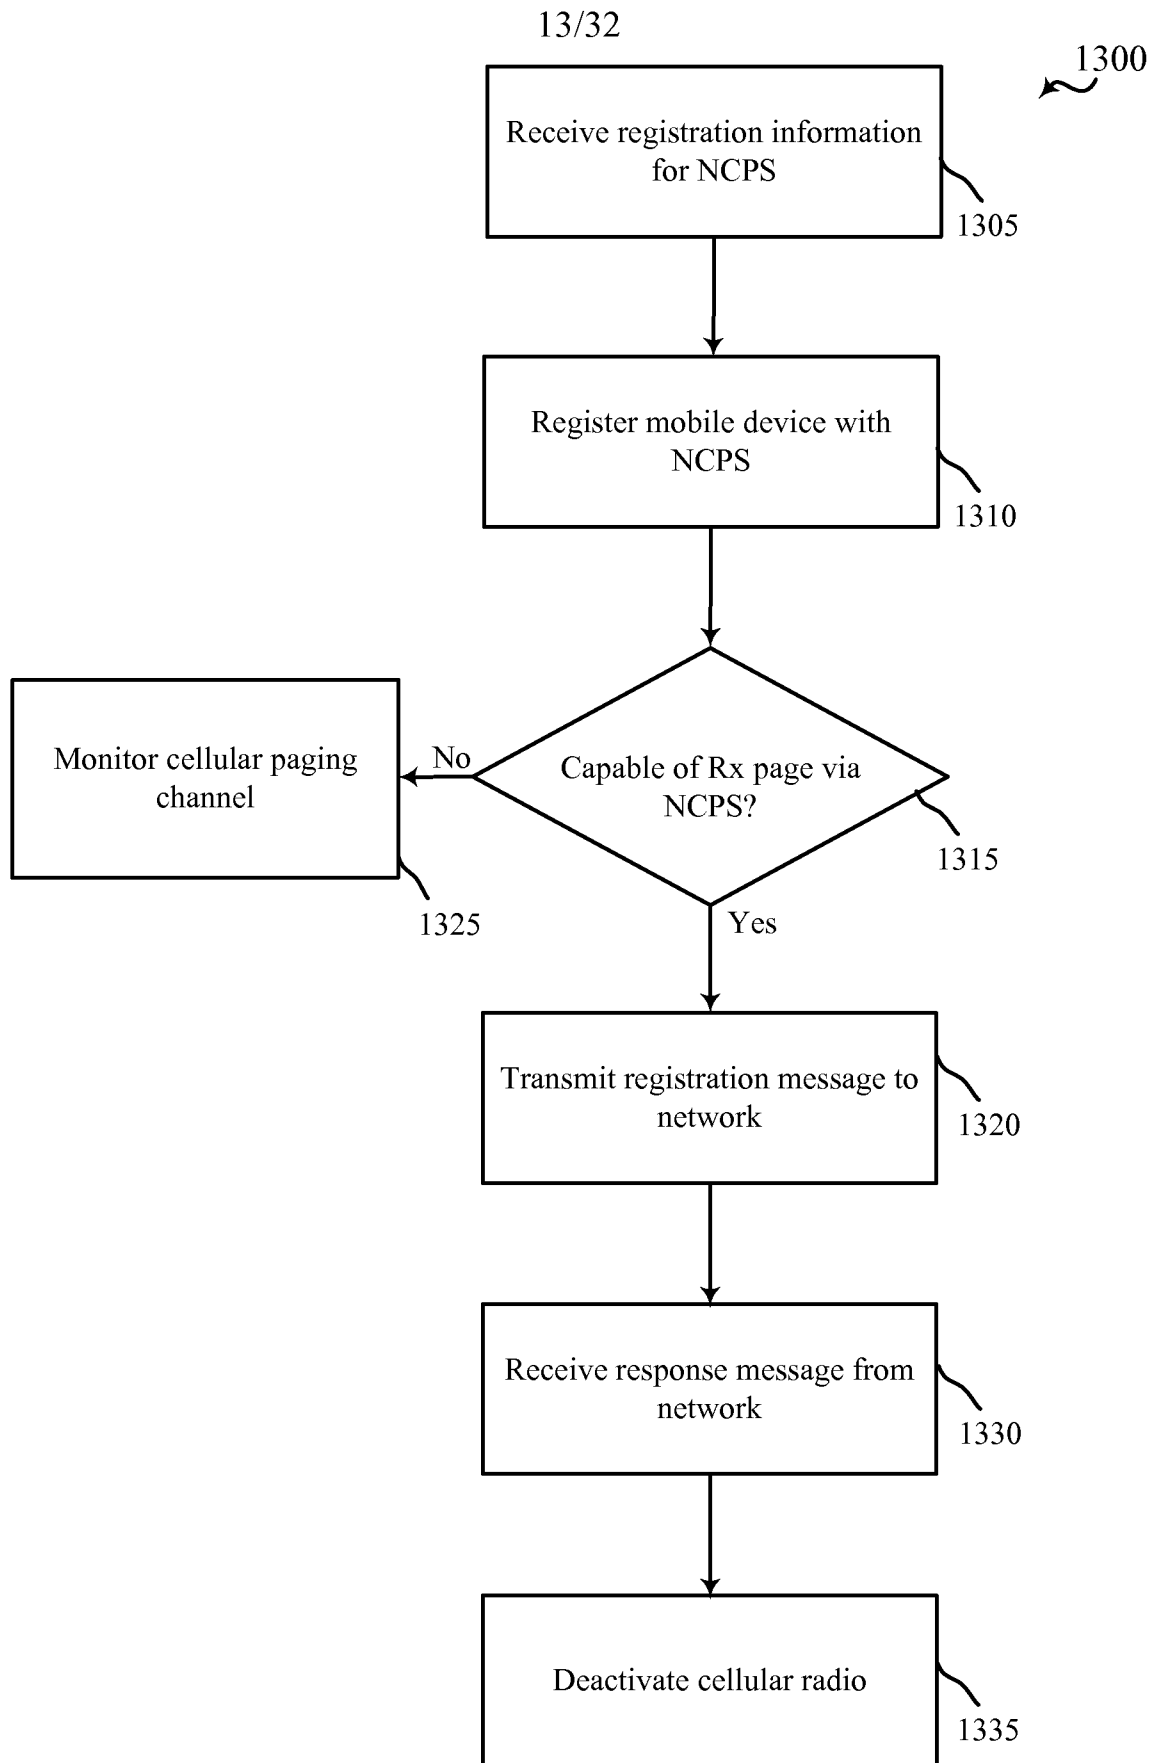 13/32
1300
Receive registration information
for NCPS
1305
Register mobile device with
NCPS
1310
Capable of Rx page via
NCPS?
1315
No
Monitor cellular paging
channel
1325
Yes
Transmit registration message to
network
1320
Receive response message from
network
1330
Deactivate cellular radio
1335